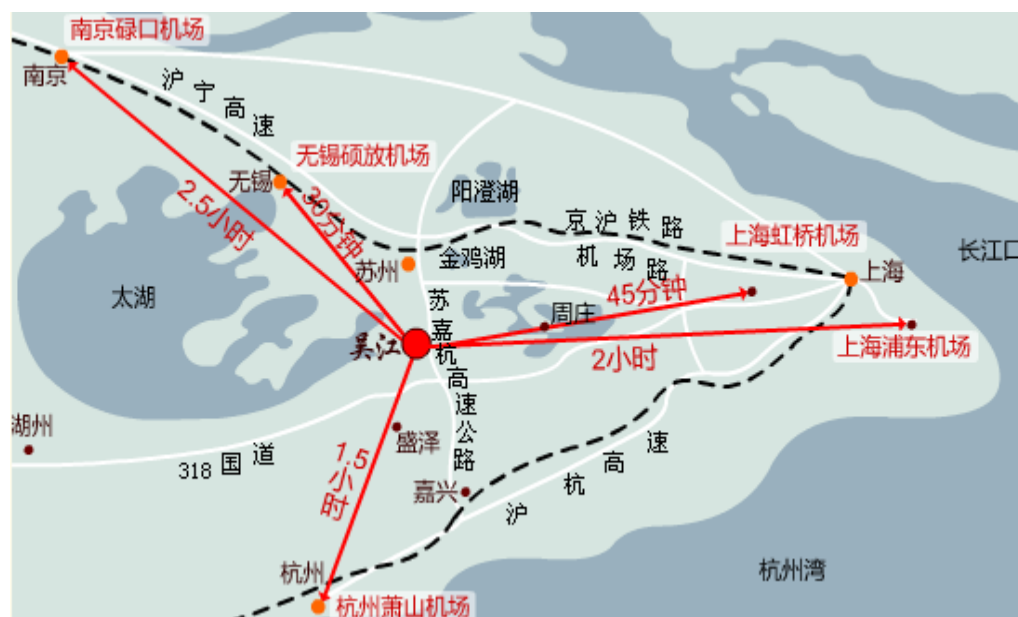 南京碌口机场
南京
沪宁高速
无锡硕放机场
无锡
30分钟
2.5小时
阳澄湖
京沪铁路
上海虹桥机场
长江口
机场路
金鸡湖
苏州
上海
太湖
45分钟
周庄
苏嘉杭高速公路
吴江
2小时
上海浦东机场
湖州
盛泽
318国道
1.5小时
嘉兴
沪杭高速
杭州
杭州萧山机场
杭州湾